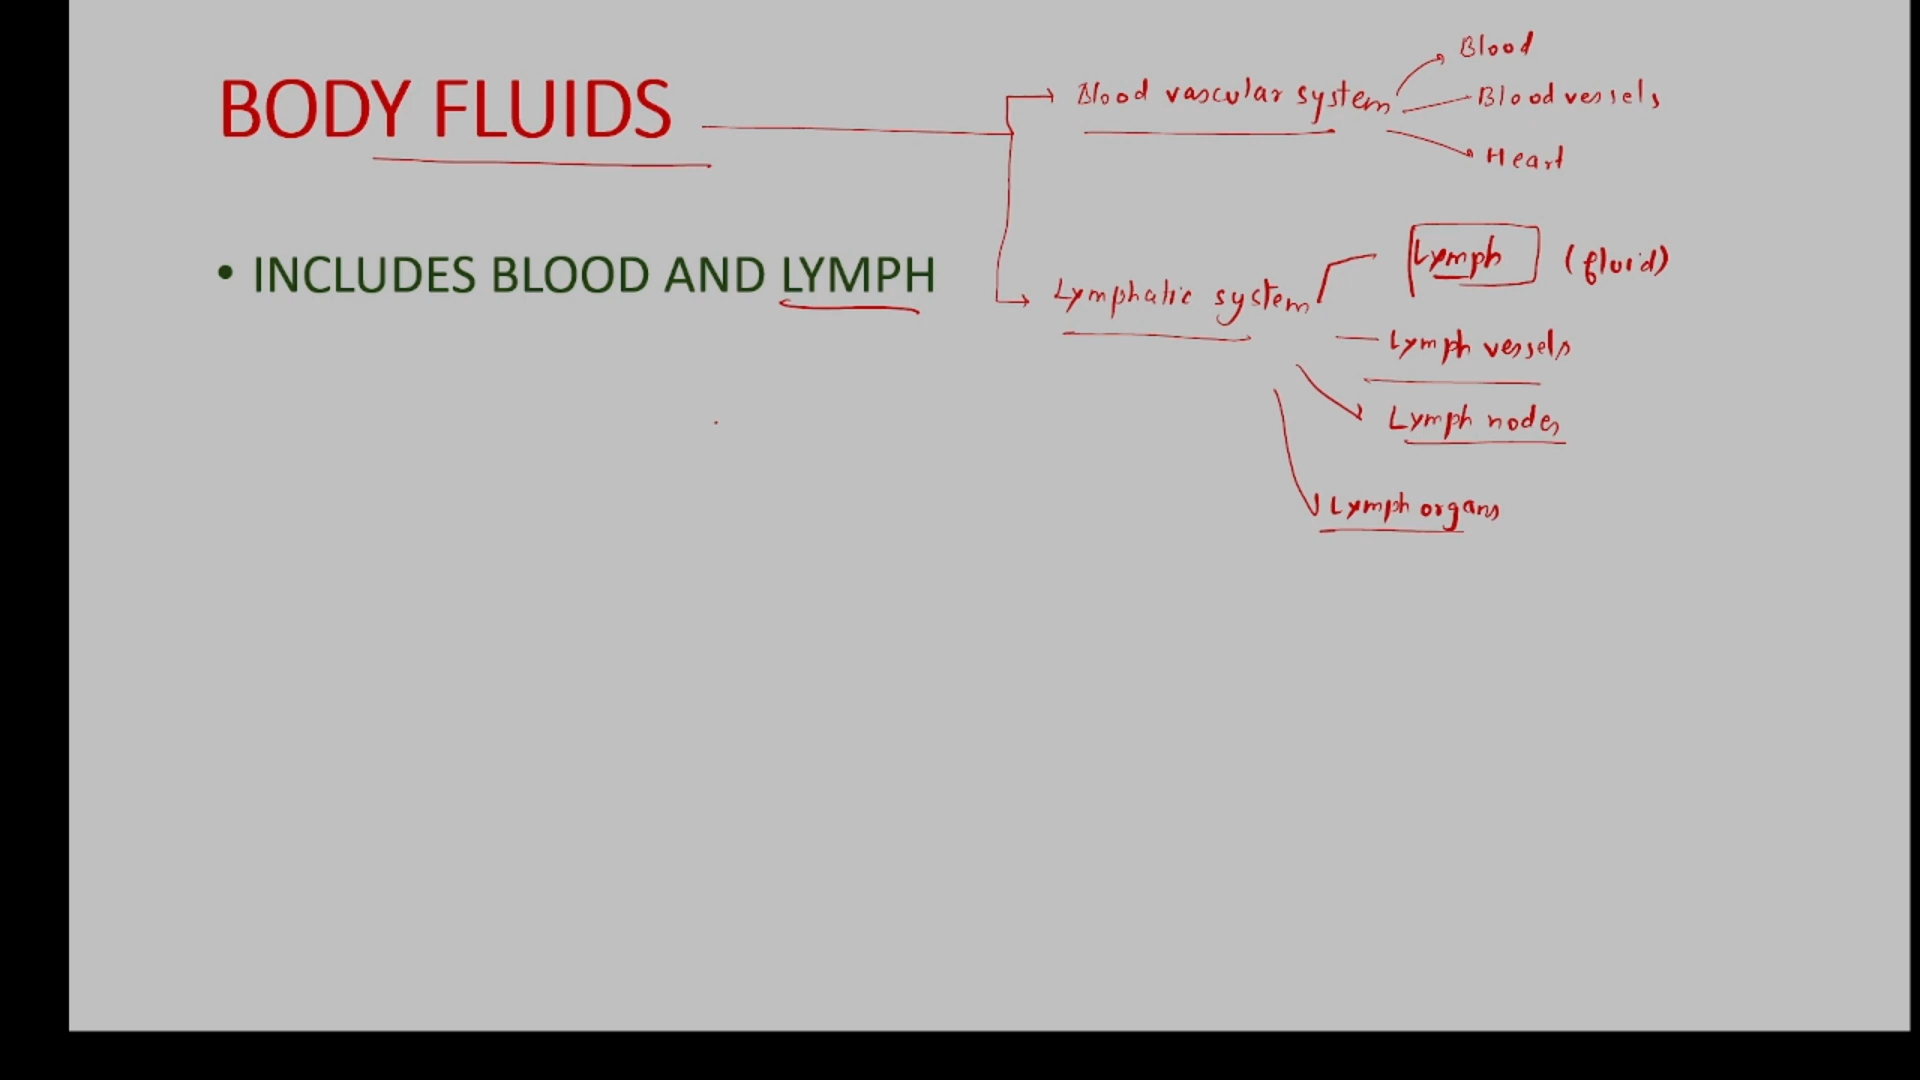 BODY FLUIDS
• INCLUDES BLOOD AND LYMPH
Blood vascular system
Blood
Blood vessels
Heart
Lymphatic system
Lymph (fluid)
Lymph vessels
Lymph nodes
Lymph organs